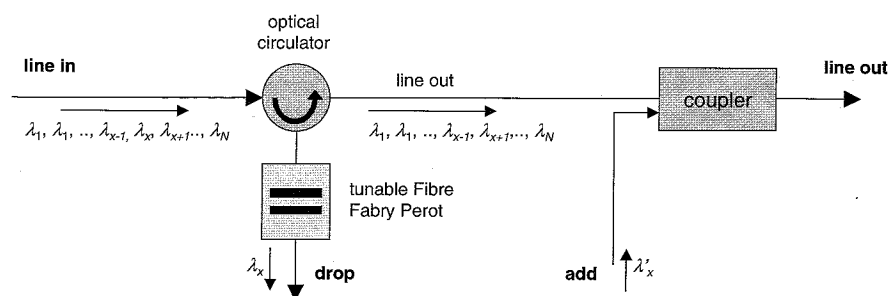 optical
circulator
line in
line out
line out
coupler
λ1, λ1, .., λx-1, λx, λx+1.., λN
λ1, λ1, .., λx-1, λx+1,.., λN
tunable Fibre
Fabry Perot
λx
drop
add
λ'x